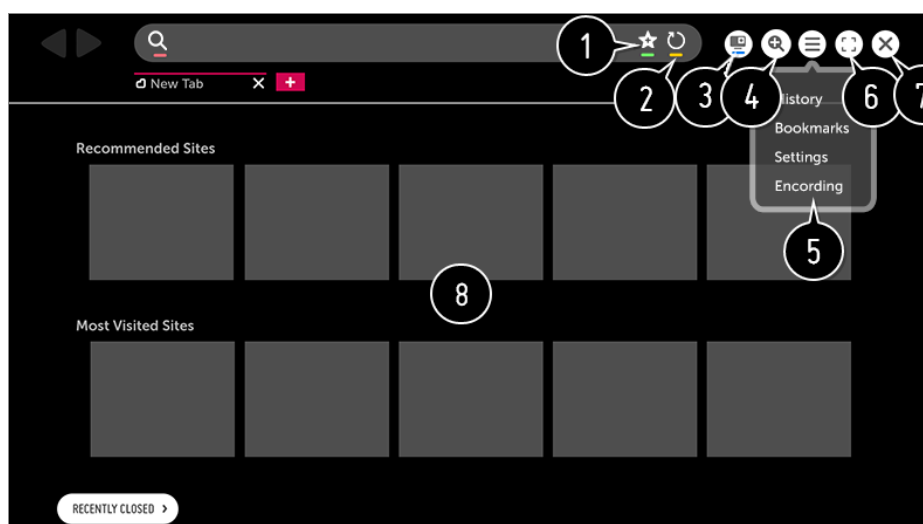 1
2
3
4
6
7
New Tab
History
Bookmarks
Settings
Encording
5
Recommended Sites
8
Most Visited Sites
RECENTLY CLOSED